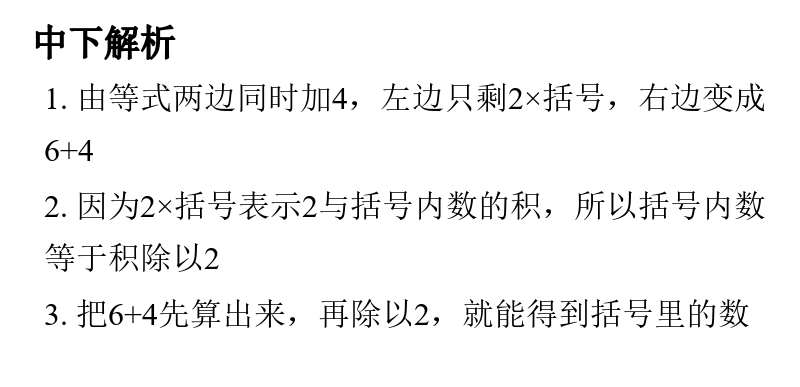 中下解析
1. 由等式两边同时加4，左边只剩2×括号，右边变成
6+4
2. 因为2×括号表示2与括号内数的积，所以括号内数
等于积除以2
3. 把6+4先算出来，再除以2，就能得到括号里的数